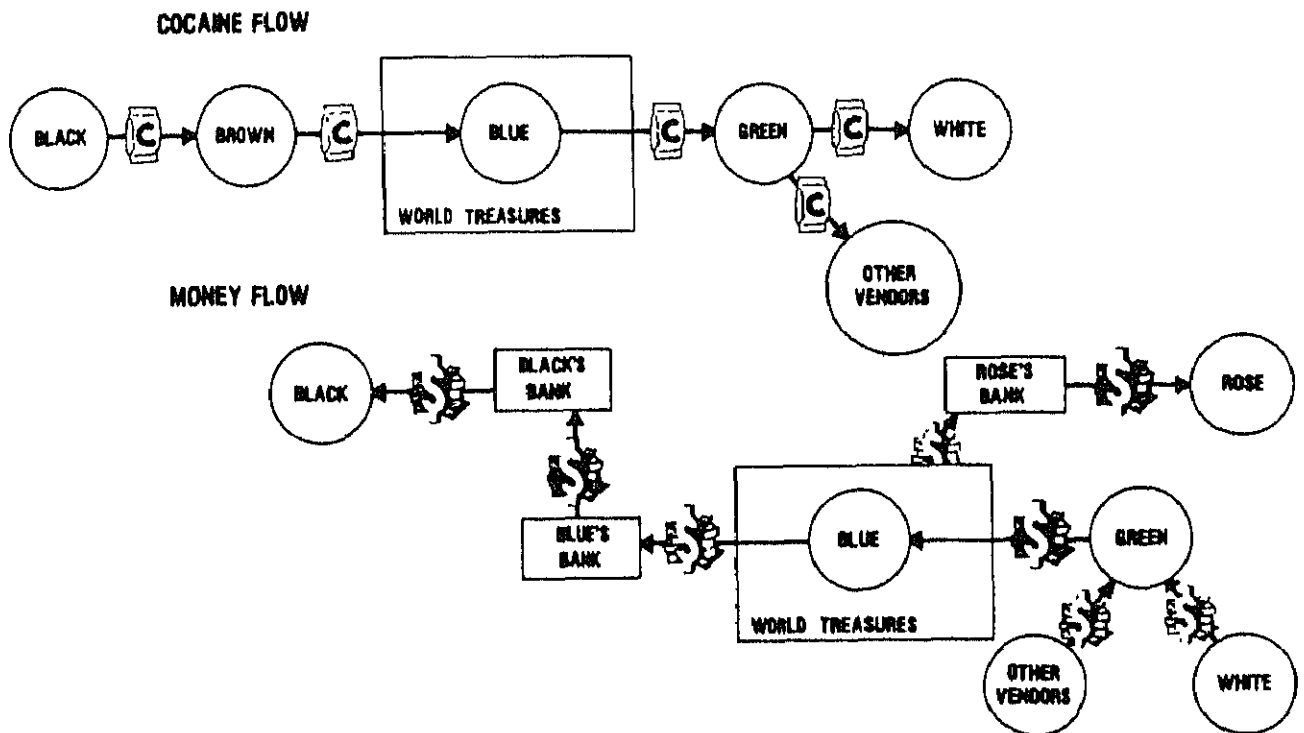 COCAINE FLOW
BLACK
C
BROWN
C
BLUE
C
GREEN
C
WHITE
WORLD TREASURES
C
OTHER
VENDORS
MONEY FLOW
BLACK
BLACK'S
BANK
ROSE'S
BANK
ROSE
BLUE'S
BANK
BLUE
GREEN
WORLD TREASURES
OTHER
VENDORS
WHITE